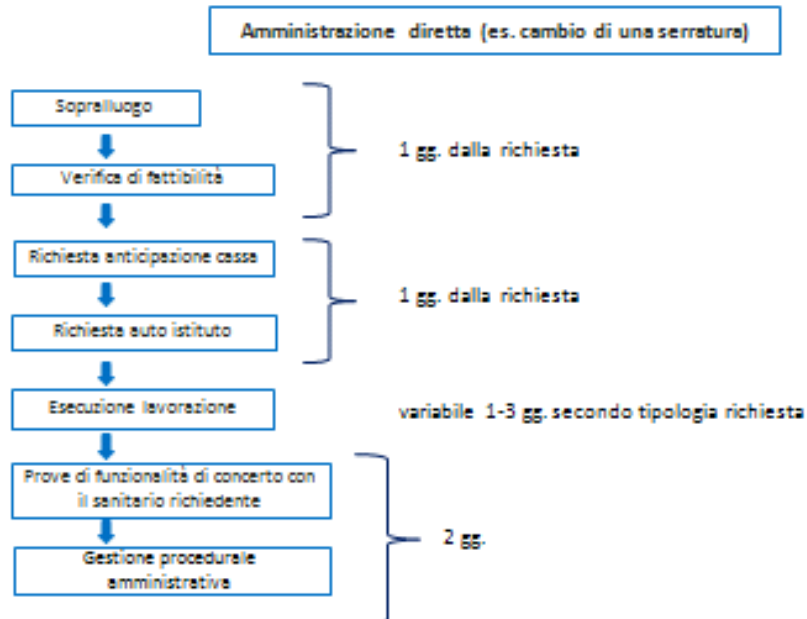 Amministrazione diretta (es. cambio di una serratura)
Sopralluogo
Verifica di fattibilità
1 gg. dalla richiesta
Richiesta anticipazione cassa
Richiesta auto istituto
1 gg. dalla richiesta
Esecuzione lavorazione
variabile 1-3 gg. secondo tipologia richiesta
Prove di funzionalità di concerto con
il sanitario richiedente
Gestione procedurale
amministrativa
2 gg.